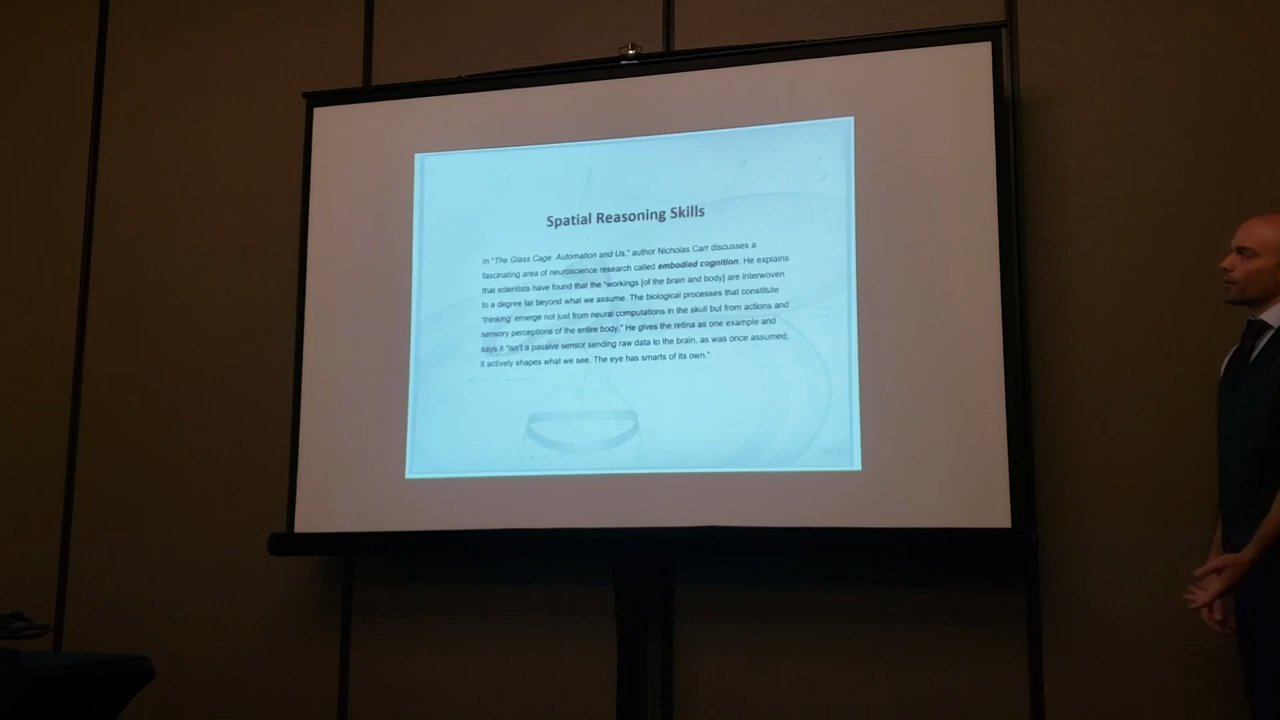 Spatial Reasoning Skills
In "The Glass Cage: Automation and Us," author Nicholas Carr discusses a
fascinating area of neuroscience research called embodied cognition. He explains
that scientists have found that the "workings [of the brain and body] are interwoven
to a degree far beyond what we assume. The biological processes that constitute
'thinking' emerge not just from neural computations in the skull but from actions and
sensory perceptions of the entire body." He gives the retina as one example and
says it "isn't a passive sensor sending raw data to the brain, as was once assumed;
it actively shapes what we see. The eye has smarts of its own."